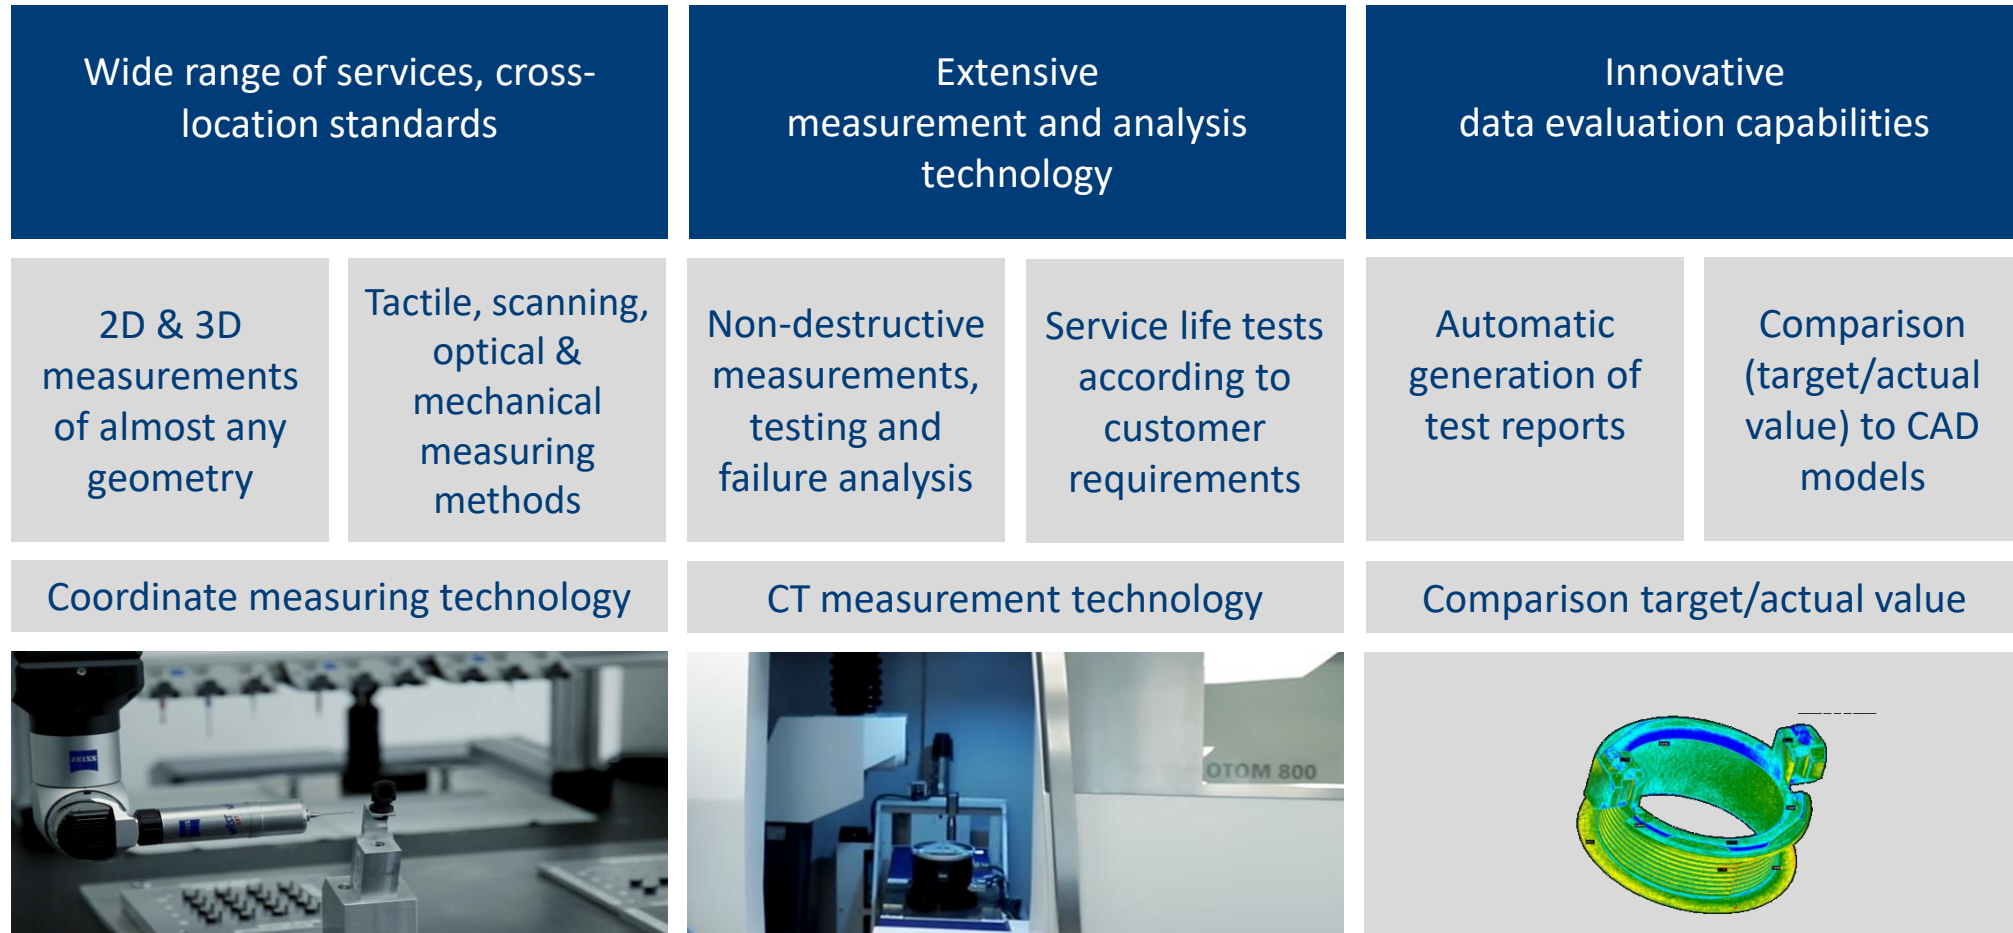 Wide range of services, cross-
location standards
Extensive
measurement and analysis
technology
Innovative
data evaluation capabilities
2D & 3D
measurements
of almost any
geometry
Tactile, scanning,
optical &
mechanical
measuring
methods
Non-destructive
measurements,
testing and
failure analysis
Service life tests
according to
customer
requirements
Automatic
generation of
test reports
Comparison
(target/actual
value) to CAD
models
Coordinate measuring technology
CT measurement technology
Comparison target/actual value
ZEISS
OTOM 800